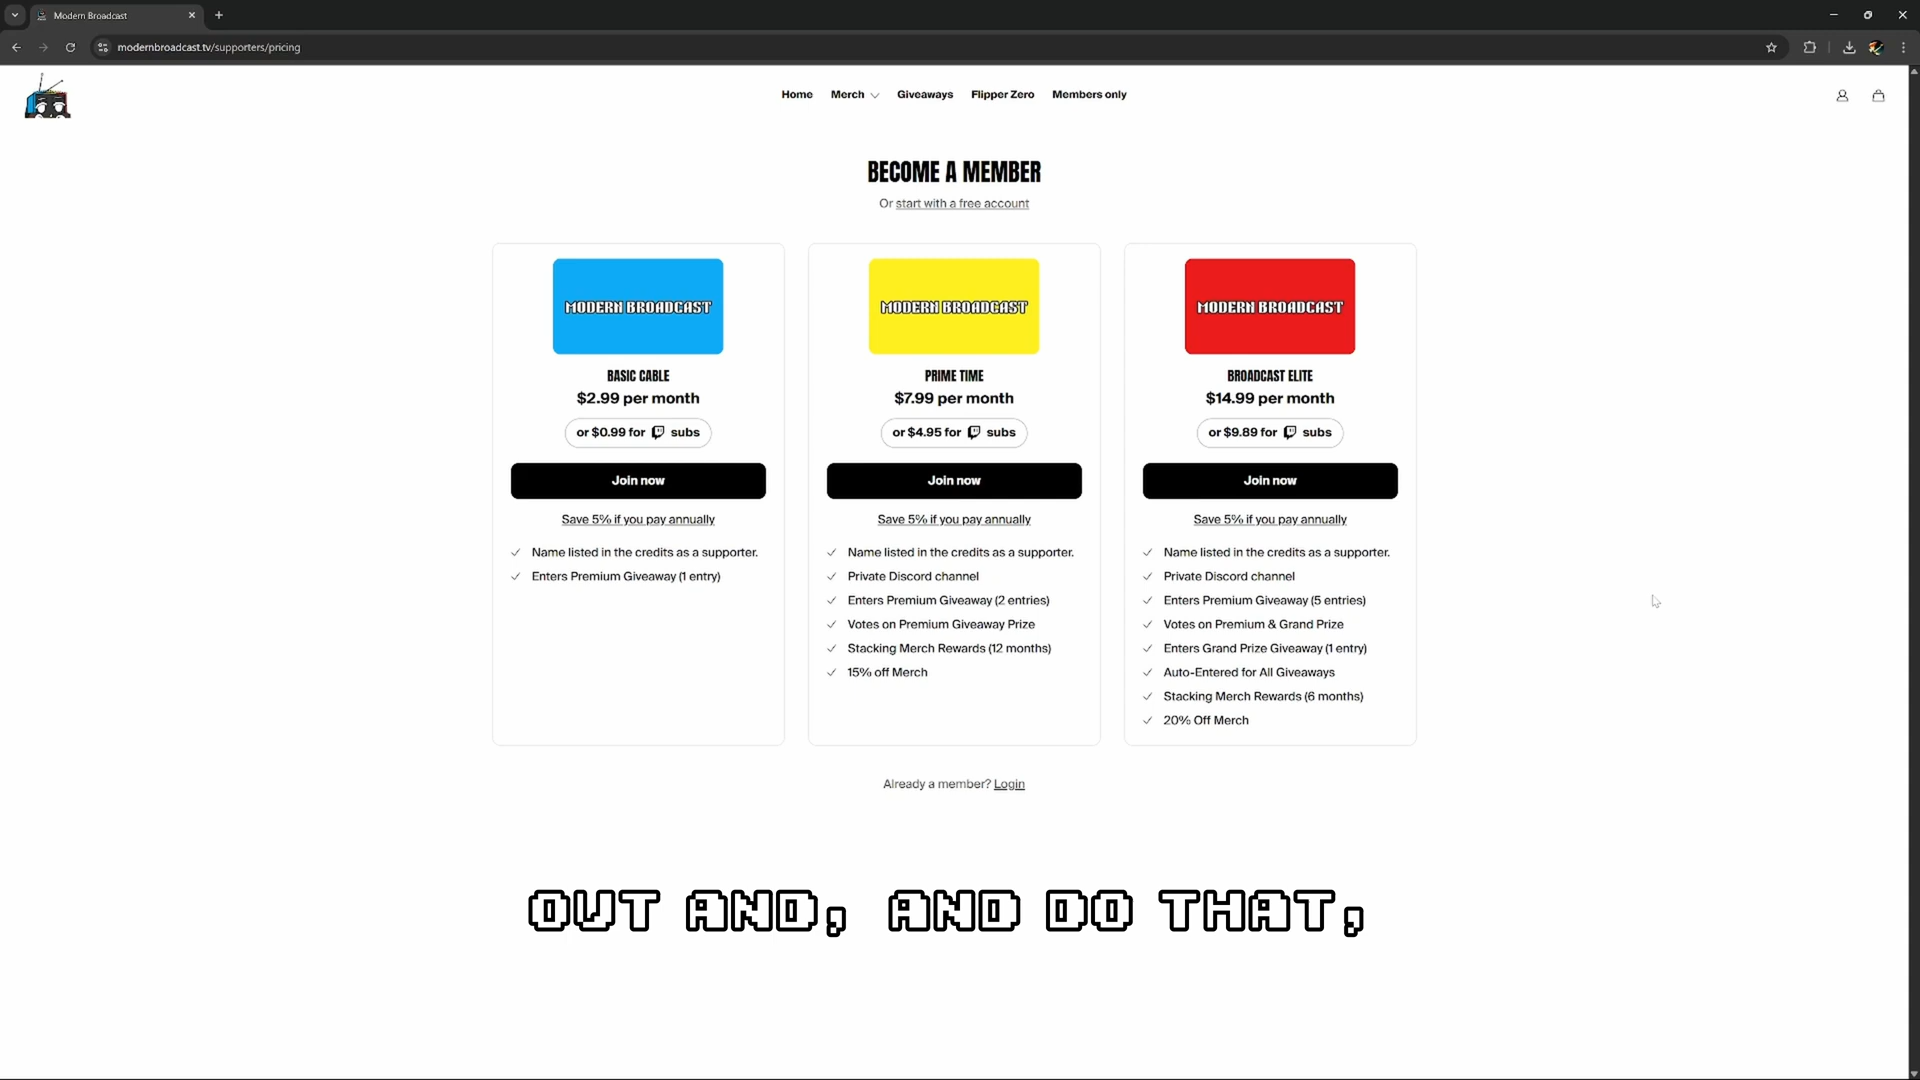 Modern Broadcast
modernbroadcast.tv/supporters/pricing
Home Merch Giveaways Flipper Zero Members only
BECOME A MEMBER
Or start with a free account
MODERN BROADCAST
BASIC CABLE
$2.99 per month
or $0.99 for subs
Join now
Save 5% if you pay annually
Name listed in the credits as a supporter.
Enters Premium Giveaway (1 entry)
MODERN BROADCAST
PRIME TIME
$7.99 per month
or $4.95 for subs
Join now
Save 5% if you pay annually
Name listed in the credits as a supporter.
Private Discord channel
Enters Premium Giveaway (2 entries)
Votes on Premium Giveaway Prize
Stacking Merch Rewards (12 months)
15% off Merch
MODERN BROADCAST
BROADCAST ELITE
$14.99 per month
or $9.89 for subs
Join now
Save 5% if you pay annually
Name listed in the credits as a supporter.
Private Discord channel
Enters Premium Giveaway (5 entries)
Votes on Premium & Grand Prize
Enters Grand Prize Giveaway (1 entry)
Auto-Entered for All Giveaways
Stacking Merch Rewards (6 months)
20% Off Merch
Already a member? Login
OUT AND, AND DO THAT,